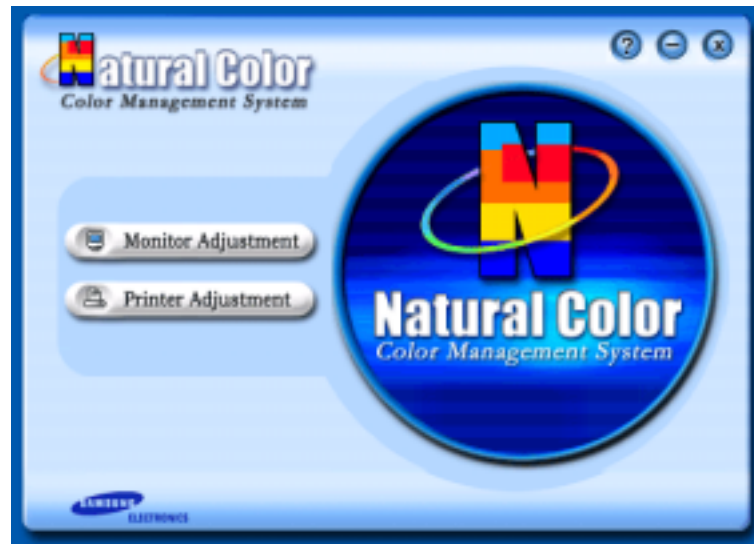 Natural Color
Color Management System
?
Monitor Adjustment
Printer Adjustment
N
Natural Color
Color Management System
SAMSUNG
ELECTRONICS